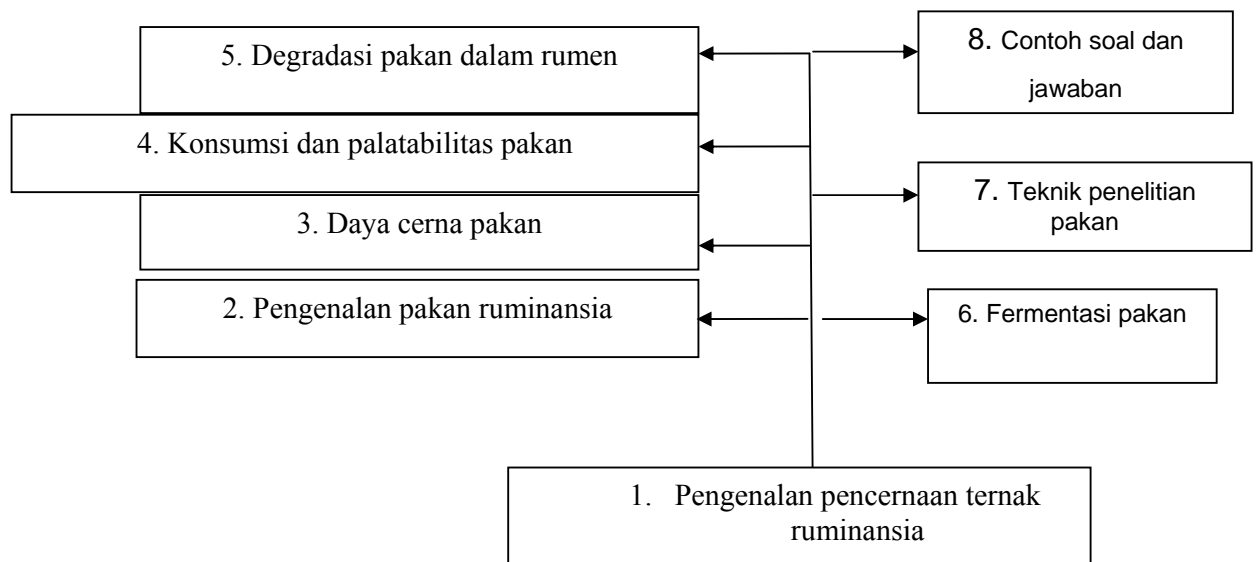 5. Degradasi pakan dalam rumen
8. Contoh soal dan
jawaban
4. Konsumsi dan palatabilitas pakan
7. Teknik penelitian
pakan
3. Daya cerna pakan
2. Pengenalan pakan ruminansia
6. Fermentasi pakan
1. Pengenalan pencernaan ternak
ruminansia